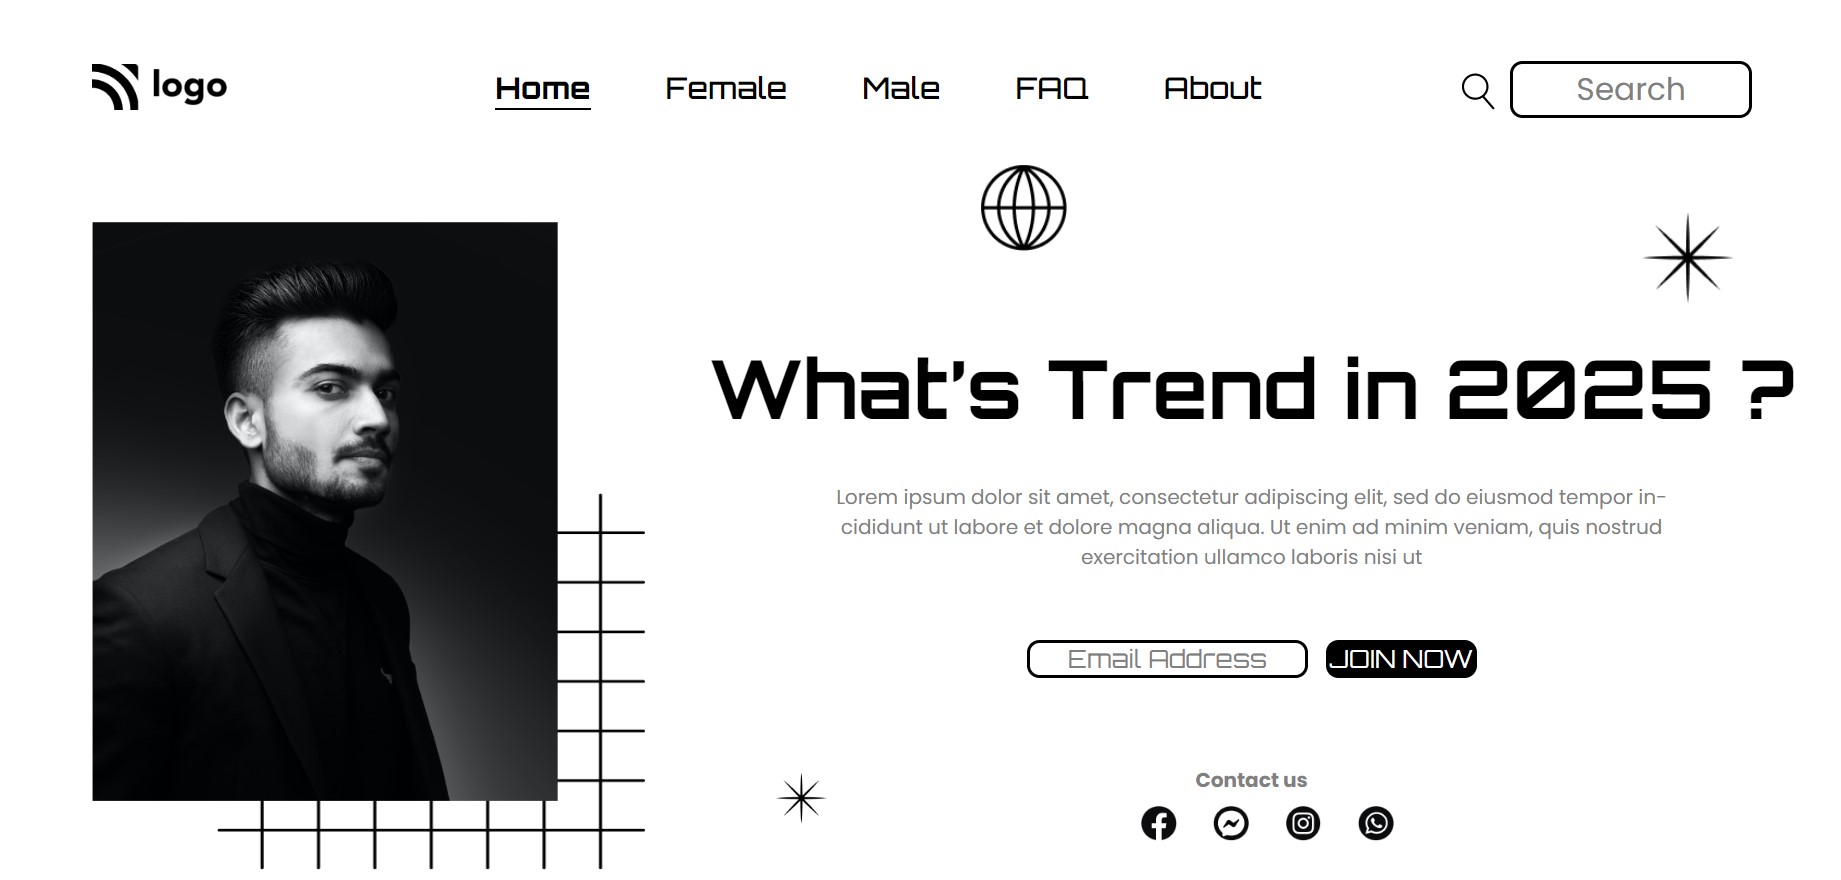 logo
Home Female Male FAQ About
Search
What's Trend in 2025 ?
Lorem ipsum dolor sit amet, consectetur adipiscing elit, sed do eiusmod tempor in-
cididunt ut labore et dolore magna aliqua. Ut enim ad minim veniam, quis nostrud
exercitation ullamco laboris nisi ut
Email Address JOIN NOW
Contact us